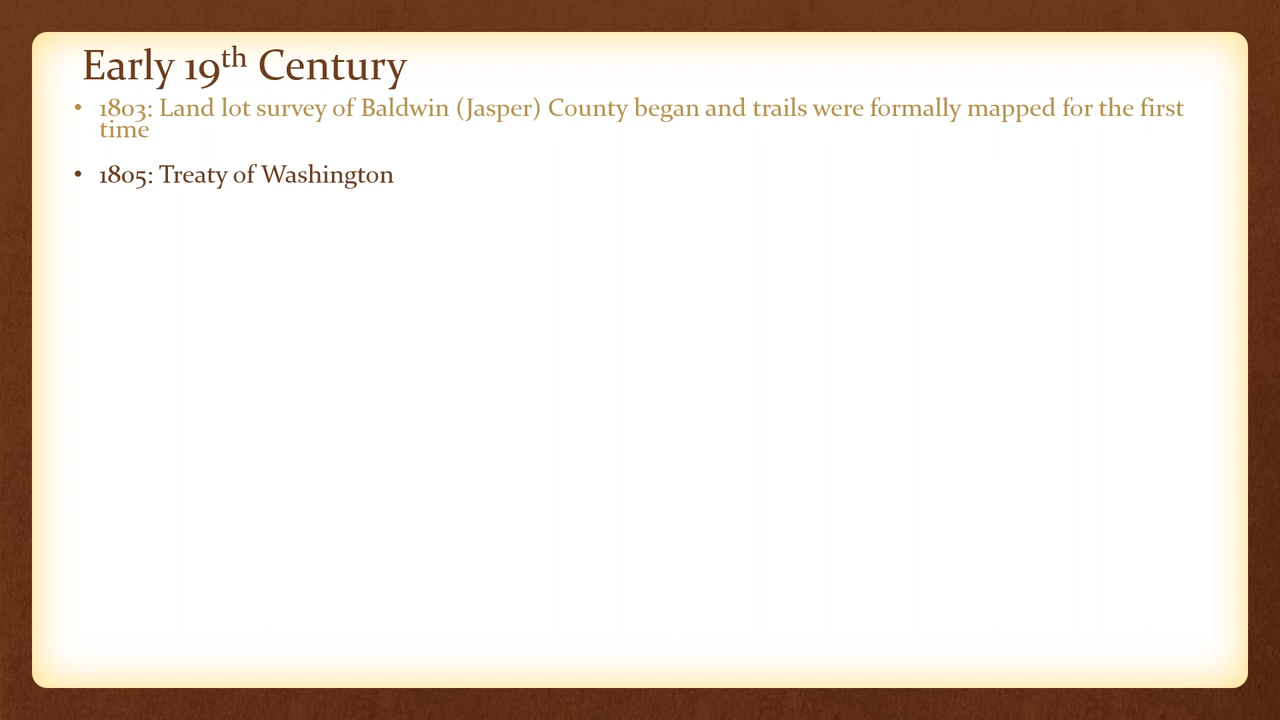 Early 19th Century
• 1803: Land lot survey of Baldwin (Jasper) County began and trails were formally mapped for the first
time
• 1805: Treaty of Washington